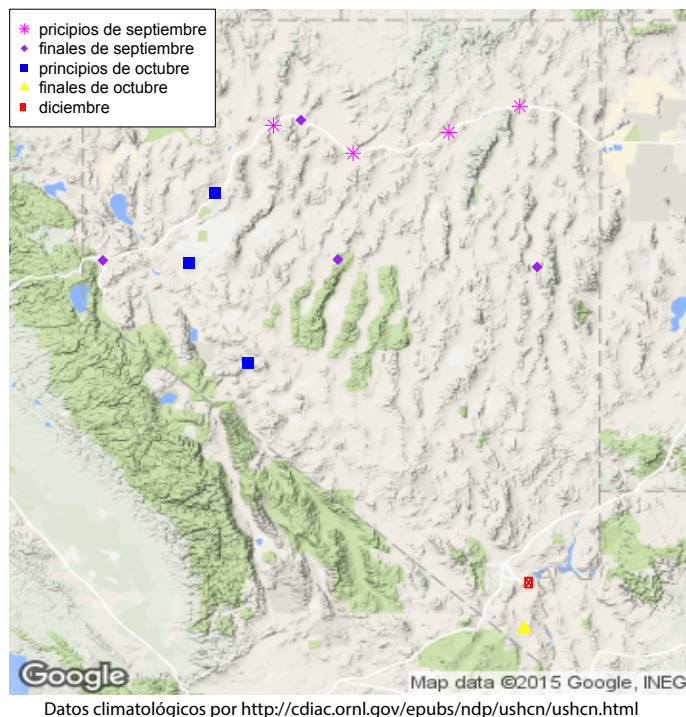 pricipios de septiembre
finales de septiembre
principios de octubre
finales de octubre
diciembre
Google
Map data ©2015 Google, INEG
Datos climatológicos por http://cdiac.ornl.gov/epubs/ndp/ushcn/ushcn.html